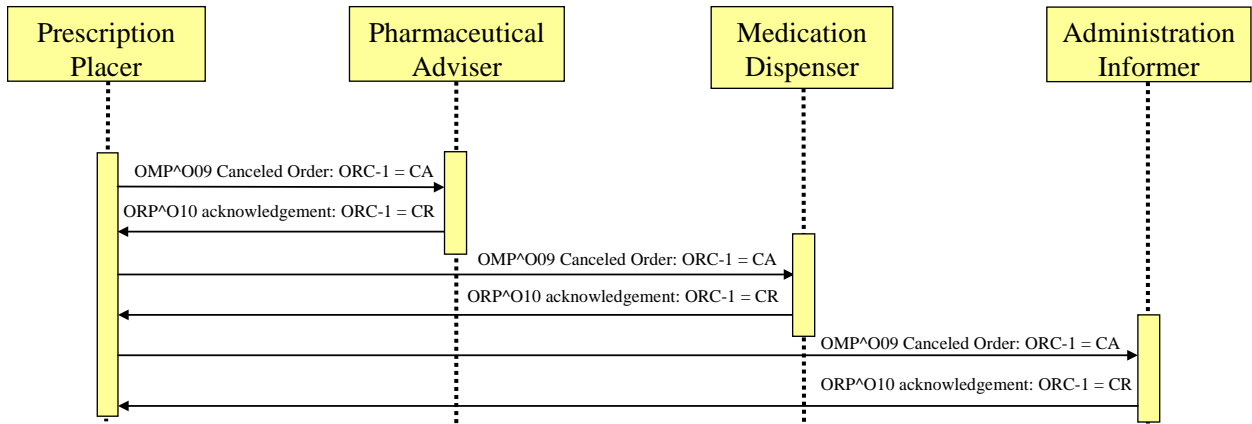 Prescription
Placer
Pharmaceutical
Adviser
Medication
Dispenser
Administration
Informer
OMP^O09 Canceled Order: ORC-1 = CA
ORP^O10 acknowledgement: ORC-1 = CR
OMP^O09 Canceled Order: ORC-1 = CA
ORP^O10 acknowledgement: ORC-1 = CR
OMP^O09 Canceled Order: ORC-1 = CA
ORP^O10 acknowledgement: ORC-1 = CR